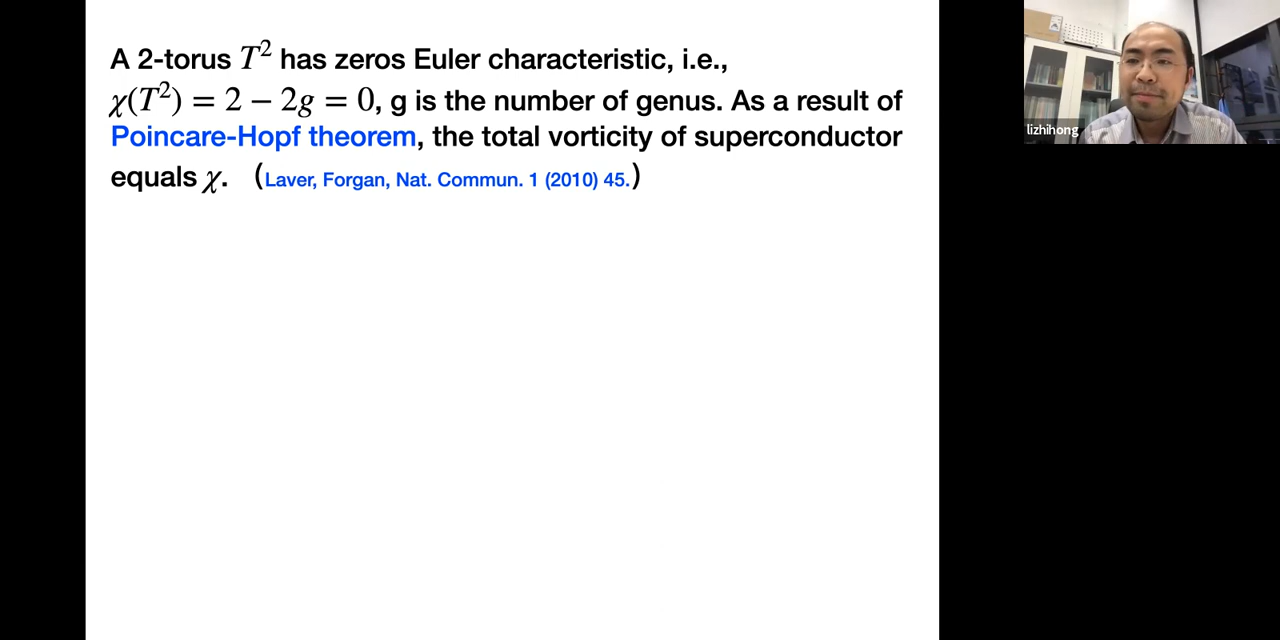 A 2-torus T² has zeros Euler characteristic, i.e.,
χ(T²) = 2 − 2g = 0, g is the number of genus. As a result of
Poincare-Hopf theorem, the total vorticity of superconductor
equals χ. (Laver, Forgan, Nat. Commun. 1 (2010) 45.)
lizhihong